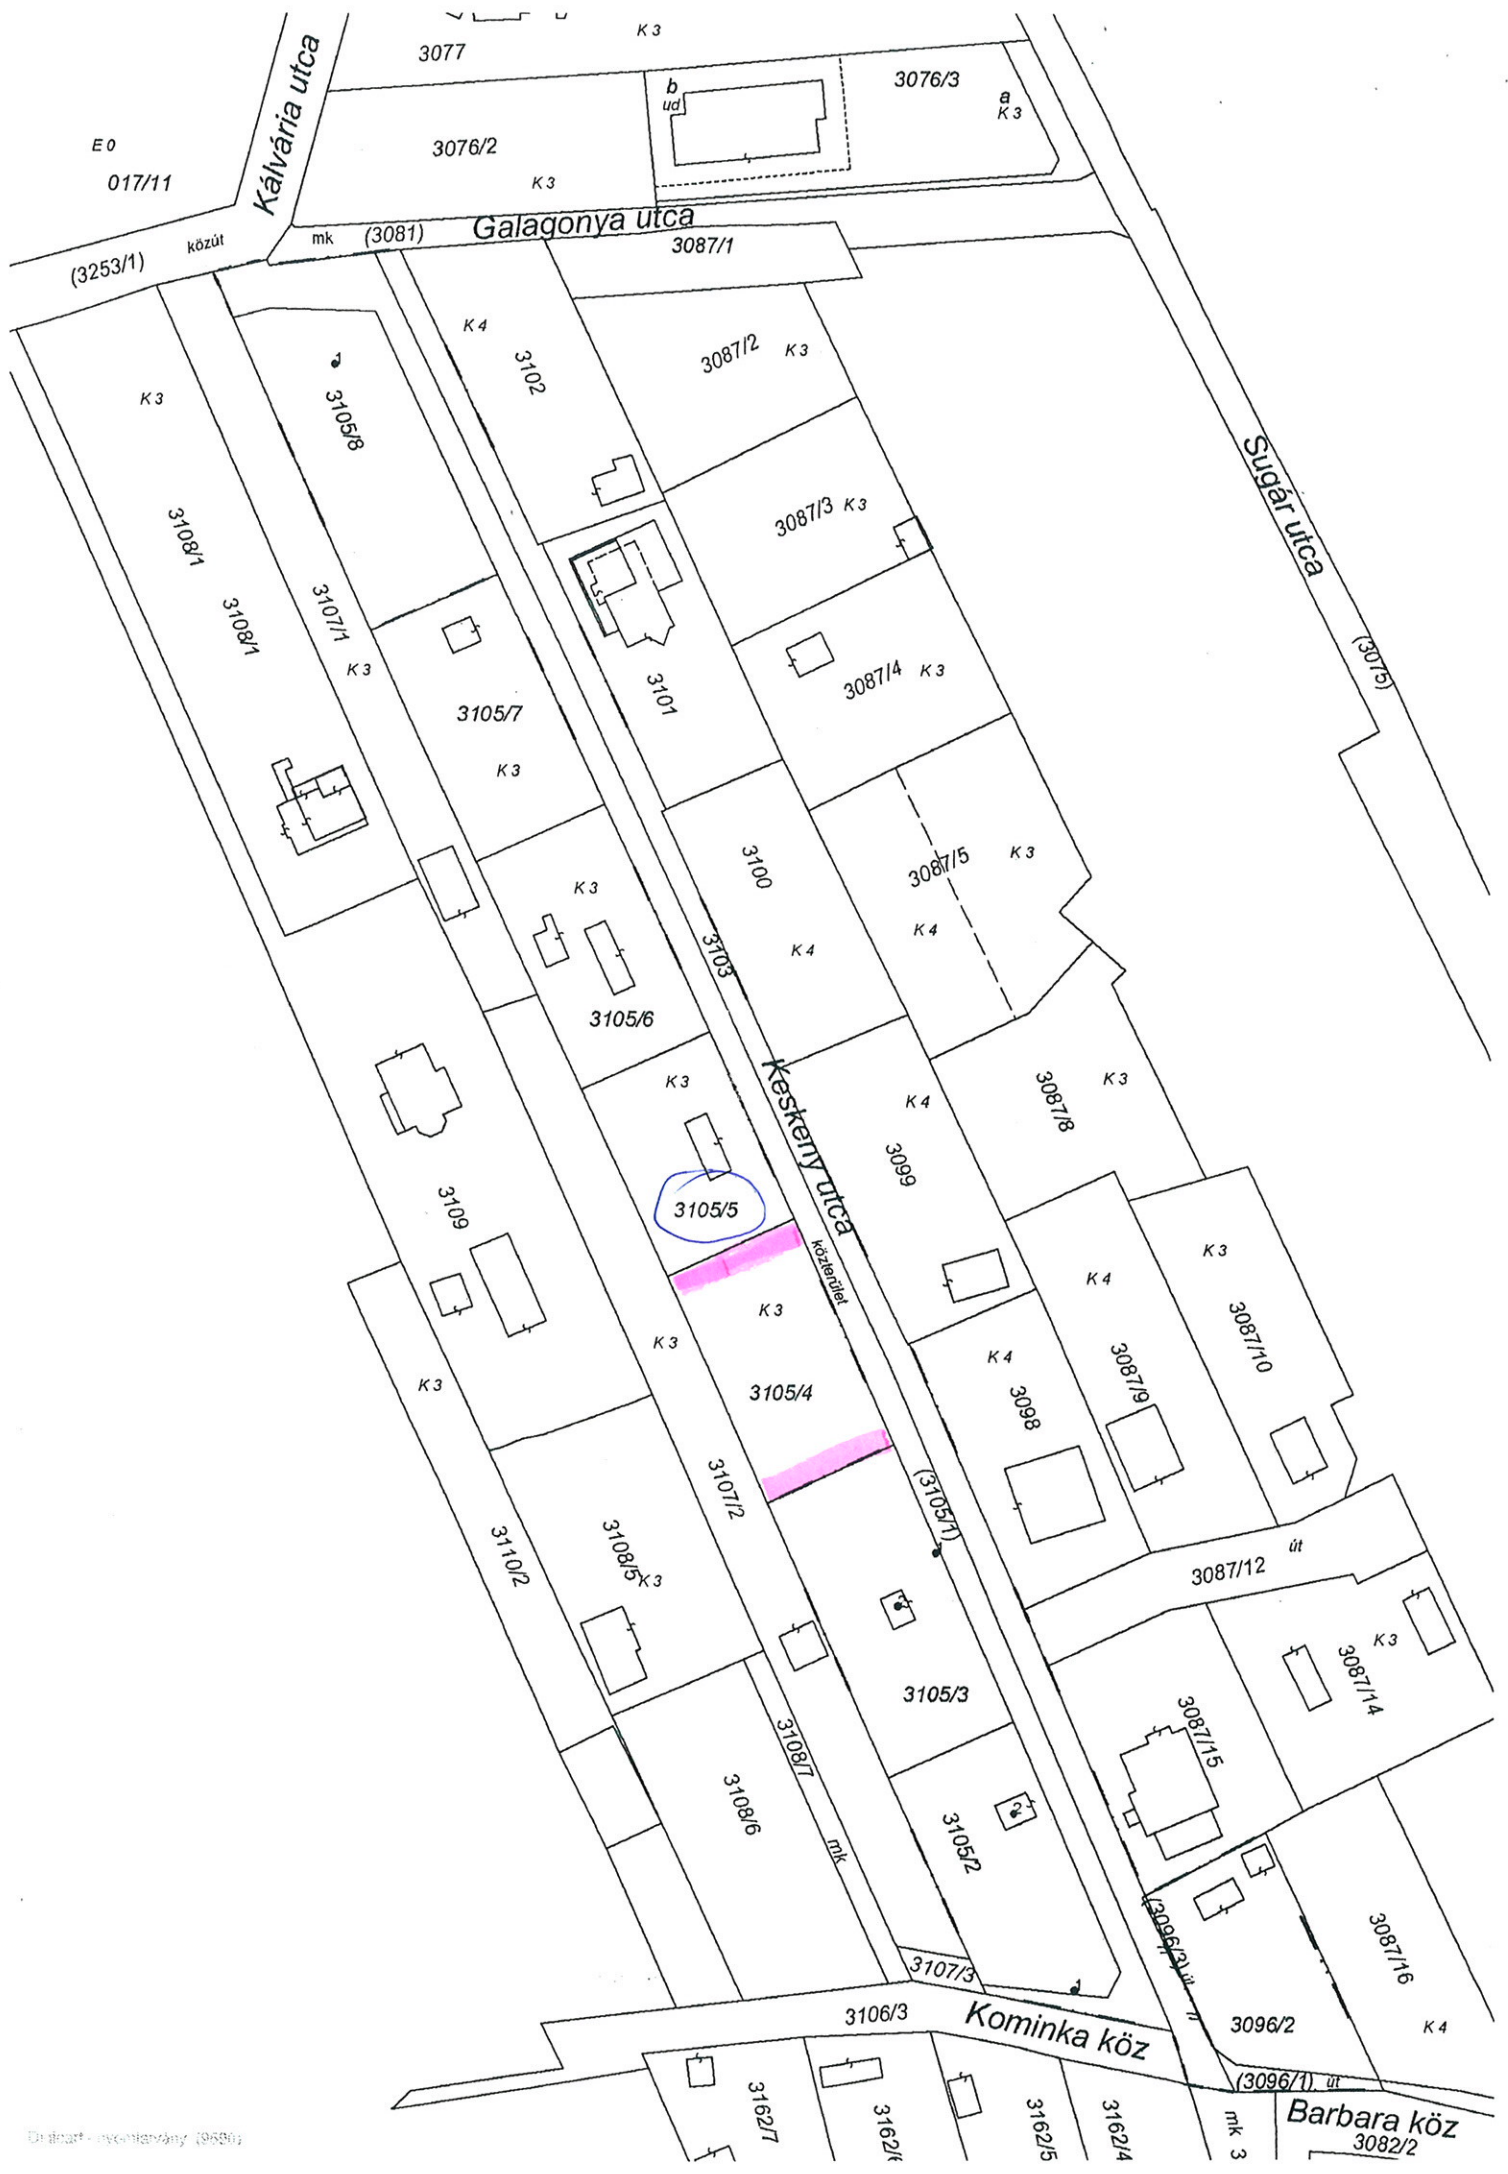 K 3
3077
Kálvária utca
b
ud
3076/3
a
K 3
E 0
3076/2
017/11
K 3
Galagonya utca
mk
(3081)
közút
3087/1
(3253/1)
K 4
3102
3087/2
K 3
K 3
3105/8
Sugár utca
3087/3
K 3
3108/1
3108/1
3107/1
K 3
3087/4
K 3
(3075)
3101
3105/7
K 3
3100
3087/5
K 3
K 3
K 4
K 4
3103
3105/6
K 3
Keskeny utca
K 4
3087/8
K 3
3099
3109
3105/5
közterület
K 3
K 4
K 3
3087/10
K 3
K 3
K 4
3087/9
3105/4
3098
3107/2
(3105/1)
3110/2
3108/5
K 3
út
3087/12
K 3
3087/14
3105/3
3087/15
3108/7
3108/6
3105/2
mk
(3096/3) út
3087/16
3107/3
3106/3
Kominka köz
3096/2
K 4
(3096/1) út
Barbara köz
3082/2
3162/7
3162/6
3162/5
3162/4
mk 3